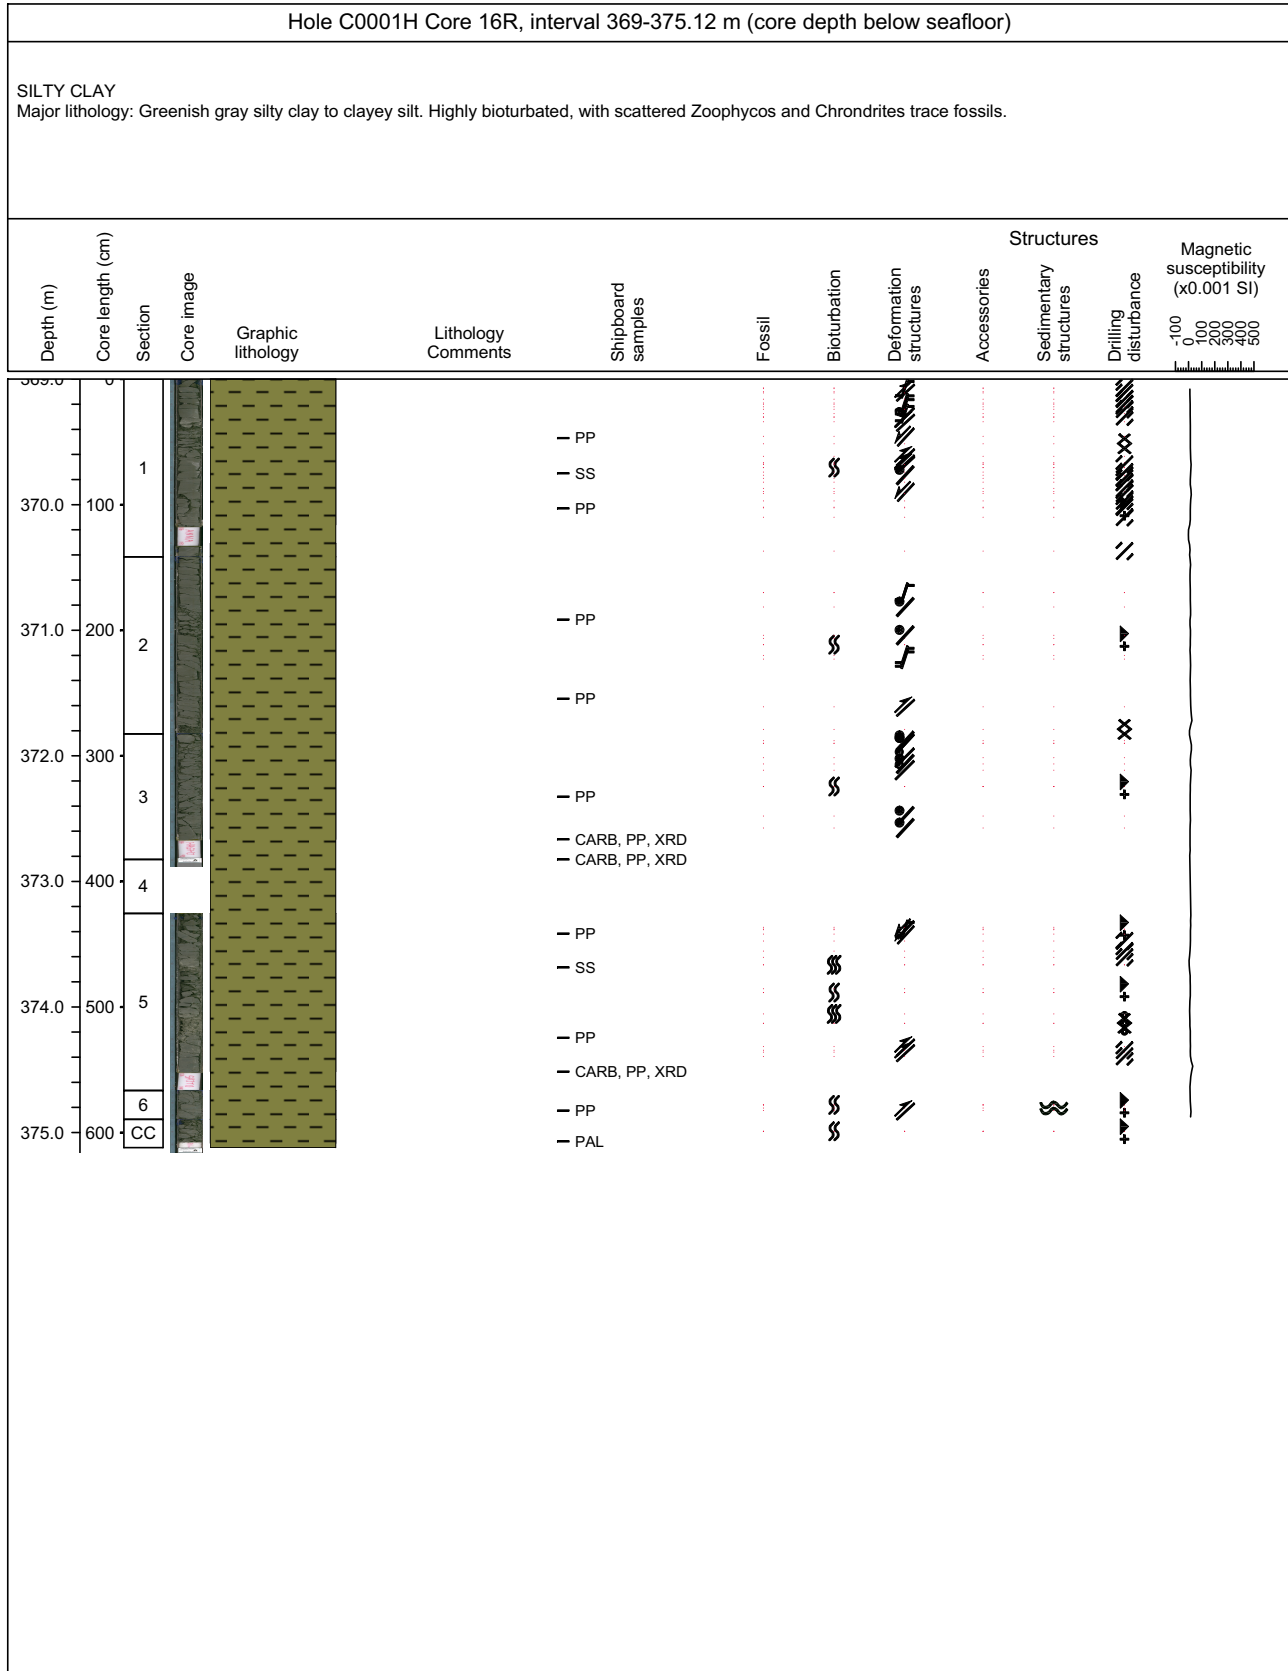 Hole C0001H Core 16R, interval 369-375.12 m (core depth below seafloor)
SILTY CLAY
Major lithology: Greenish gray silty clay to clayey silt. Highly bioturbated, with scattered Zoophycos and Chrondrites trace fossils.
Structures
Depth (m)
Core length (cm)
Section
Core image
Graphic
lithology
Lithology
Comments
Shipboard
samples
Fossil
Bioturbation
Deformation
structures
Accessories
Sedimentary
structures
Drilling
disturbance
Magnetic
susceptibility
(x0.001 SI)
-100 0 100 200 300 400 500
369.0 0
PP
1
SS
370.0 100
PP
PP
371.0 200
2
PP
372.0 300
3
PP
CARB, PP, XRD
CARB, PP, XRD
373.0 400
4
PP
SS
374.0 500
5
PP
CARB, PP, XRD
6
PP
375.0 600
CC
PAL